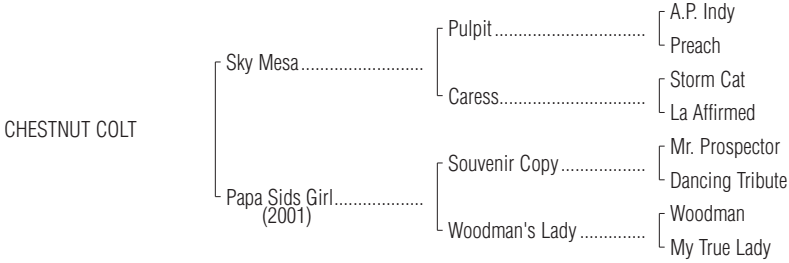 A.P. Indy
Pulpit..............................
Preach
Sky Mesa........................
Storm Cat
Caress.............................
La Affirmed
CHESTNUT COLT
Mr. Prospector
Souvenir Copy.................
Dancing Tribute
Papa Sids Girl..................
(2001)
Woodman
Woodman's Lady .............
My True Lady